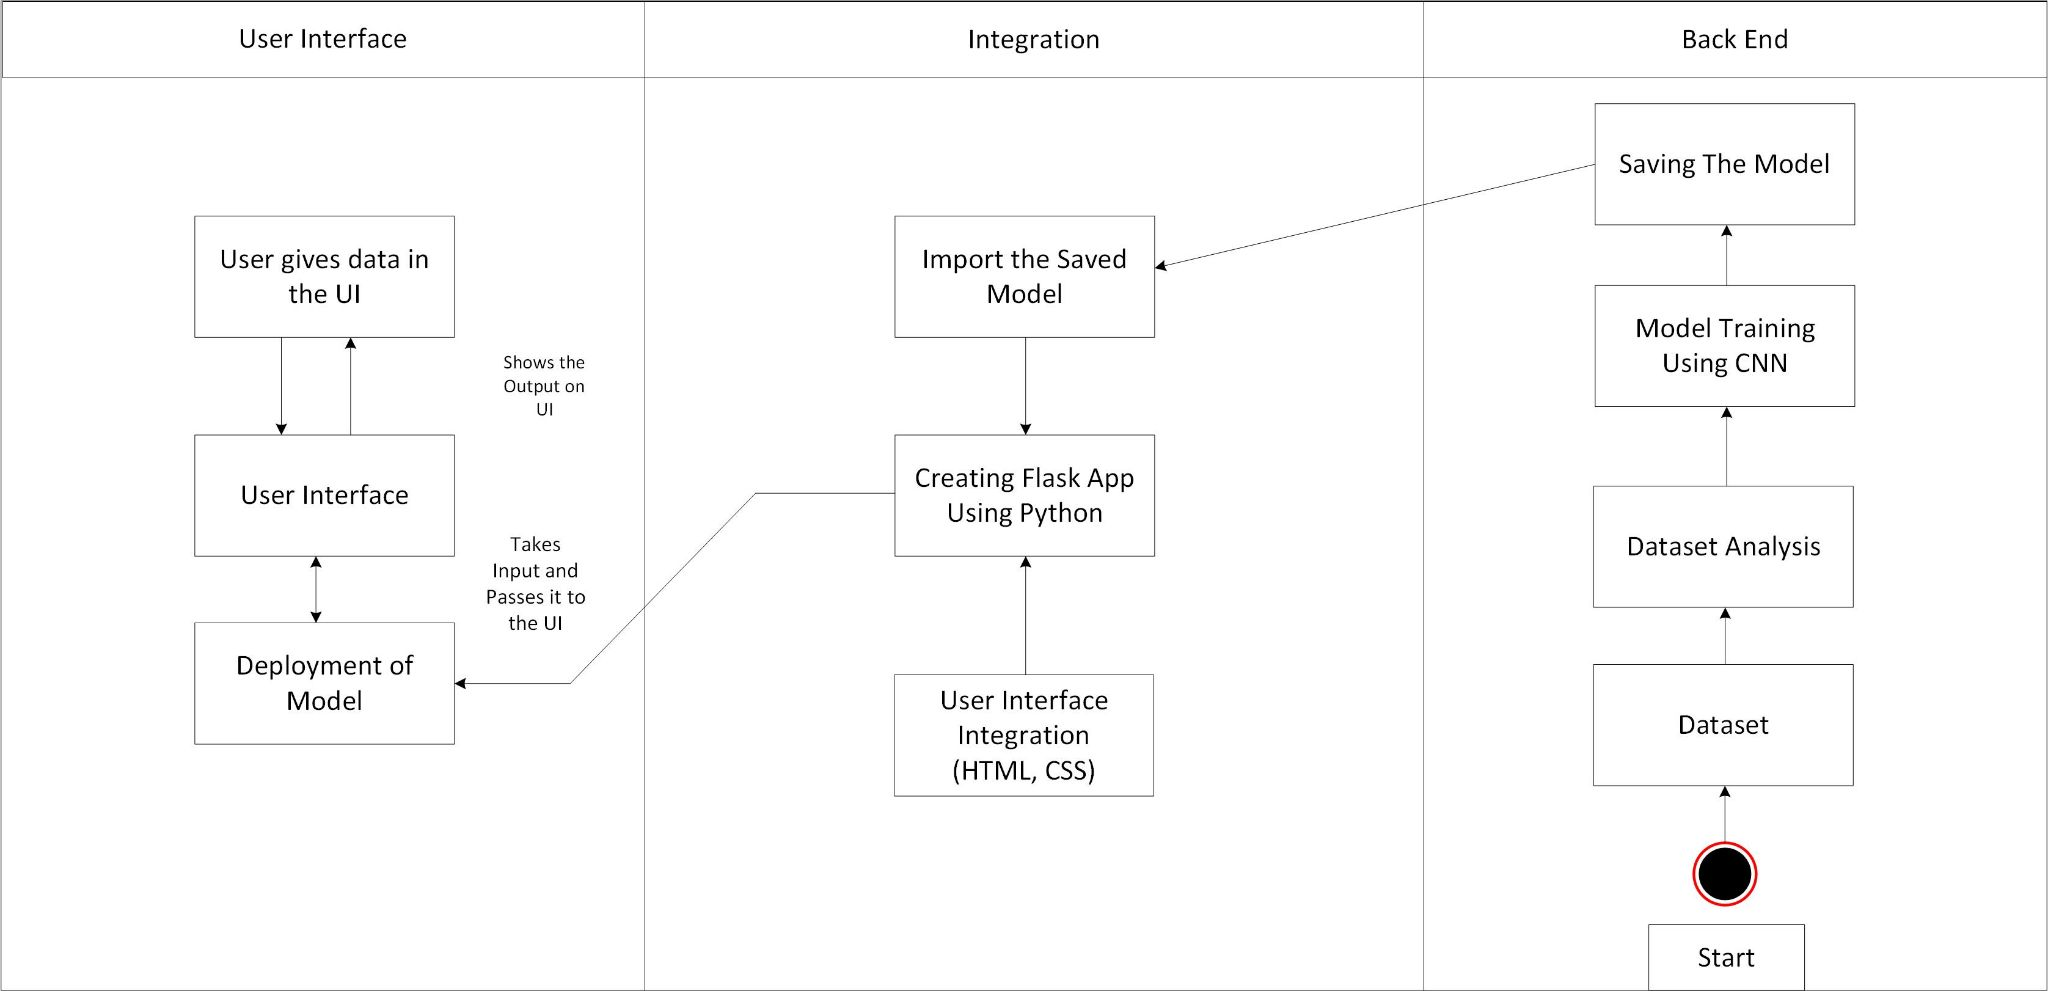 User Interface
Integration
Back End
User gives data in
the UI
Shows the
Output on
UI
User Interface
Takes
Input and
Passes it to
the UI
Deployment of
Model
Import the Saved
Model
Creating Flask App
Using Python
User Interface
Integration
(HTML, CSS)
Saving The Model
Model Training
Using CNN
Dataset Analysis
Dataset
Start